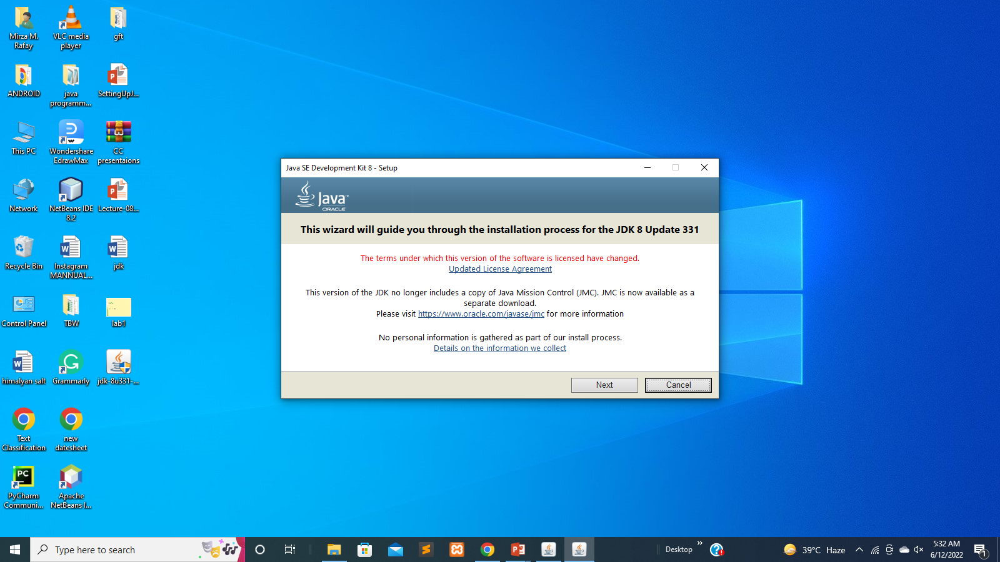 Mirza M.
Rafay
VLC media
player
gft
ANDROID
java
programm...
SettingUpJ...
This PC
Wondershare
EdrawMax
CC
presentaions
Network
NetBeans IDE
8.2
Lecture-08...
Recycle Bin
Instagram
MANNUAL...
jdk
Control Panel
TBW
lab1
himalyan salt
Grammarly
jdk-8u331-...
Text
Classification
new
datesheet
PC
PyCharm
Communi...
Apache
NetBeans I...
Java SE Development Kit 8 - Setup
Java™
ORACLE
This wizard will guide you through the installation process for the JDK 8 Update 331
The terms under which this version of the software is licensed have changed.
Updated License Agreement
This version of the JDK no longer includes a copy of Java Mission Control (JMC). JMC is now available as a
separate download.
Please visit https://www.oracle.com/javase/jmc for more information
No personal information is gathered as part of our install process.
Details on the information we collect
Next
Cancel
Type here to search
Desktop
39°C Haze
5:32 AM
6/12/2022
1